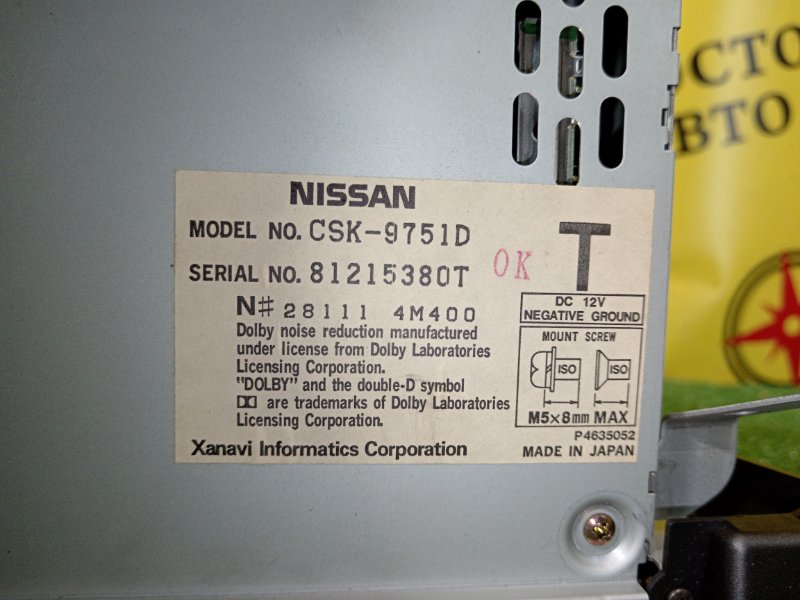 СТО
ВТО
NISSAN
MODEL NO. CSK-9751D
SERIAL NO. 81215380T
OK
T
N# 28111 4M400
DC 12V
NEGATIVE GROUND
Dolby noise reduction manufactured
under license from Dolby Laboratories
Licensing Corporation.
"DOLBY" and the double-D symbol
are trademarks of Dolby Laboratories
Licensing Corporation.
MOUNT SCREW
ISO ISO
M5×8mm MAX
P4635052
Xanavi Informatics Corporation
MADE IN JAPAN